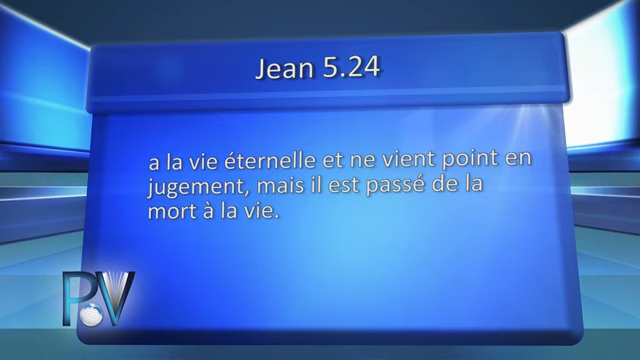 Jean 5.24
a la vie éternelle et ne vient point en
jugement, mais il est passé de la
mort à la vie.
PV